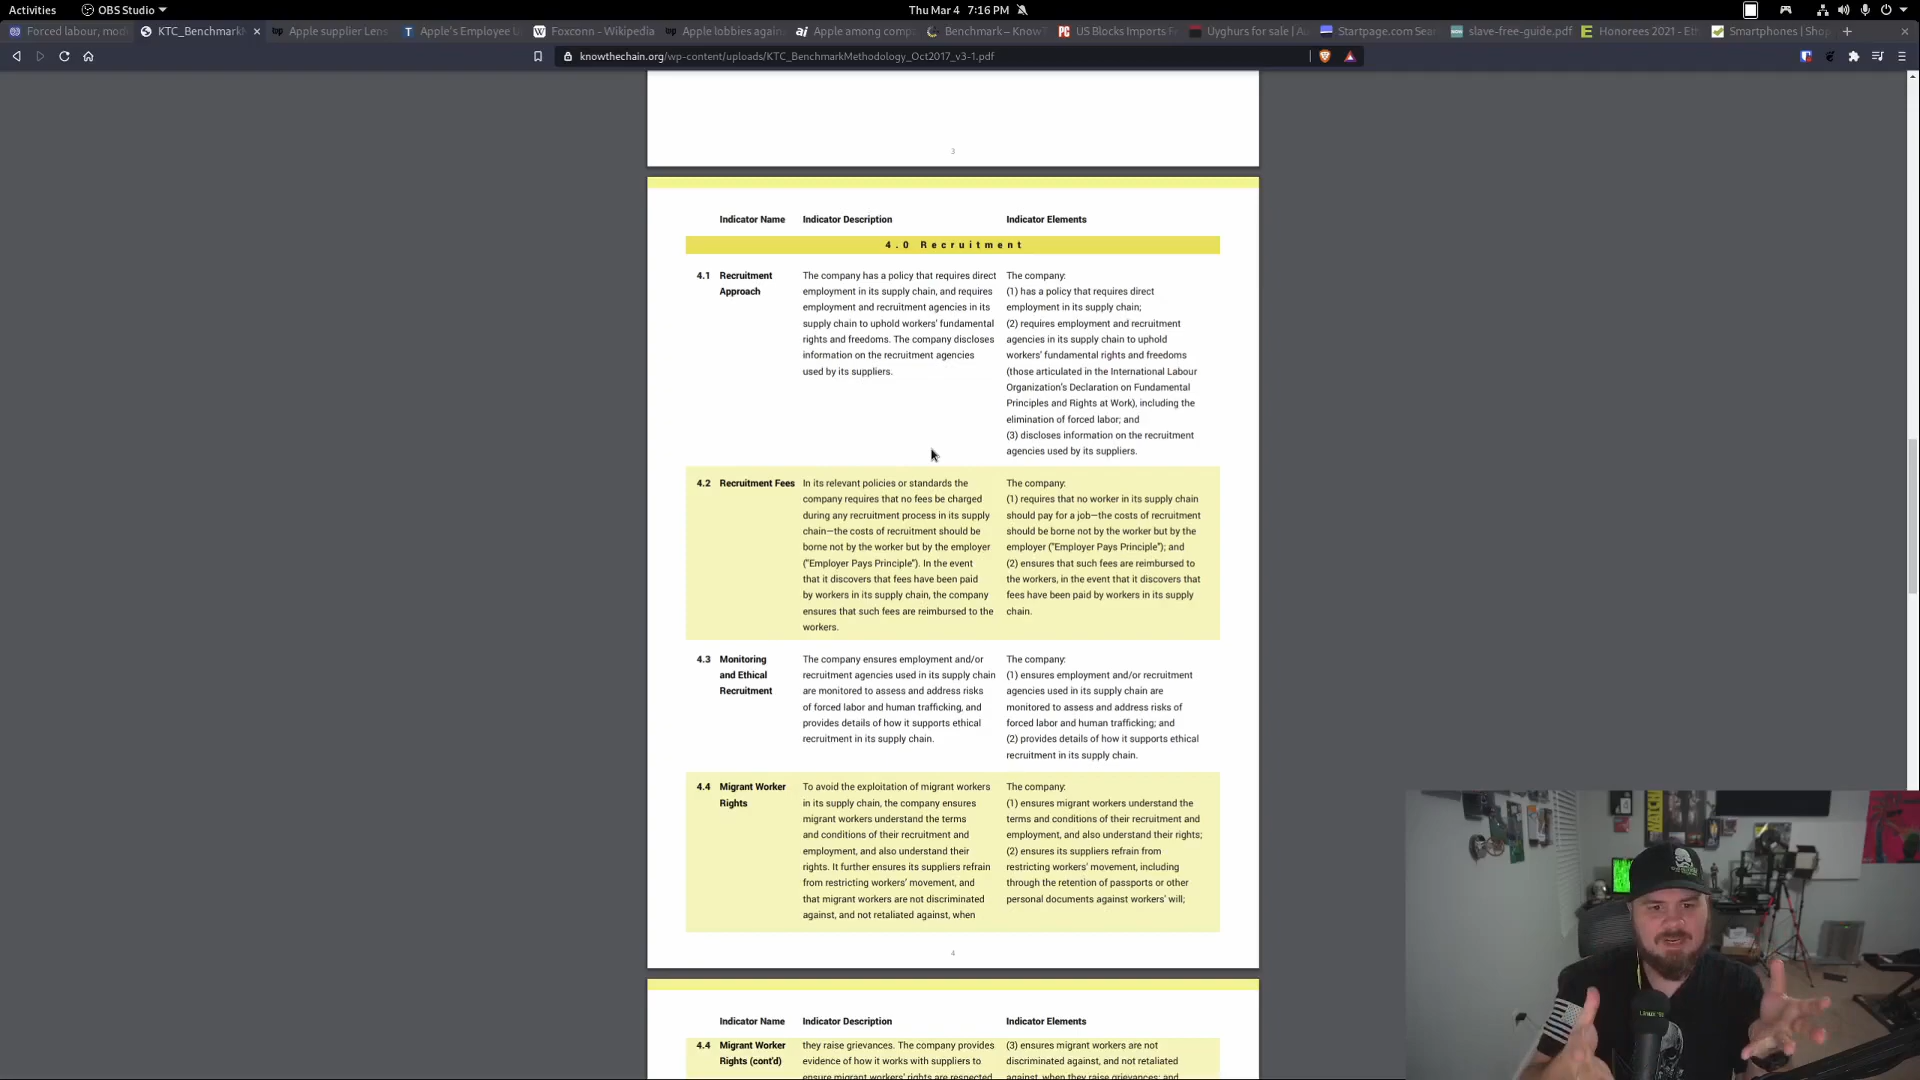 Activities
OBS Studio
Thu Mar 4 7:16 PM
Forced labour, mod
KTC_Benchmark
Apple supplier Lens
Apple's Employee L
Foxconn - Wikipedia
Apple lobbies again
Apple among comp
Benchmark – KnowT
US Blocks Imports F
Uyghurs for sale | Au
Startpage.com Sear
slave-free-guide.pdf
Honorees 2021 - Eth
Smartphones | Shop
knowthechain.org/wp-content/uploads/KTC_BenchmarkMethodology_Oct2017_v3-1.pdf
3
Indicator Name
Indicator Description
Indicator Elements
4.0 Recruitment
4.1 Recruitment
Approach
The company has a policy that requires direct
employment in its supply chain, and requires
employment and recruitment agencies in its
supply chain to uphold workers' fundamental
rights and freedoms. The company discloses
information on the recruitment agencies
used by its suppliers.
The company:
(1) has a policy that requires direct
employment in its supply chain;
(2) requires employment and recruitment
agencies in its supply chain to uphold
workers' fundamental rights and freedoms
(those articulated in the International Labour
Organization's Declaration on Fundamental
Principles and Rights at Work), including the
elimination of forced labor; and
(3) discloses information on the recruitment
agencies used by its suppliers.
4.2 Recruitment Fees
In its relevant policies or standards the
company requires that no fees be charged
during any recruitment process in its supply
chain—the costs of recruitment should be
borne not by the worker but by the employer
("Employer Pays Principle"). In the event
that it discovers that fees have been paid
by workers in its supply chain, the company
ensures that such fees are reimbursed to the
workers.
The company:
(1) requires that no worker in its supply chain
should pay for a job—the costs of recruitment
should be borne not by the worker but by the
employer ("Employer Pays Principle"); and
(2) ensures that such fees are reimbursed to
the workers, in the event that it discovers that
fees have been paid by workers in its supply
chain.
4.3 Monitoring
and Ethical
Recruitment
The company ensures employment and/or
recruitment agencies used in its supply chain
are monitored to assess and address risks
of forced labor and human trafficking, and
provides details of how it supports ethical
recruitment in its supply chain.
The company:
(1) ensures employment and/or recruitment
agencies used in its supply chain are
monitored to assess and address risks of
forced labor and human trafficking; and
(2) provides details of how it supports ethical
recruitment in its supply chain.
4.4 Migrant Worker
Rights
To avoid the exploitation of migrant workers
in its supply chain, the company ensures
migrant workers understand the terms
and conditions of their recruitment and
employment, and also understand their
rights. It further ensures its suppliers refrain
from restricting workers' movement, and
that migrant workers are not discriminated
against, and not retaliated against, when
The company:
(1) ensures migrant workers understand the
terms and conditions of their recruitment and
employment, and also understand their rights;
(2) ensures its suppliers refrain from
restricting workers' movement, including
through the retention of passports or other
personal documents against workers' will;
4
Indicator Name
Indicator Description
Indicator Elements
4.4 Migrant Worker
Rights (cont'd)
they raise grievances. The company provides
evidence of how it works with suppliers to
ensure migrant workers' rights are respected
(3) ensures migrant workers are not
discriminated against, and not retaliated
against, when they raise grievances; and